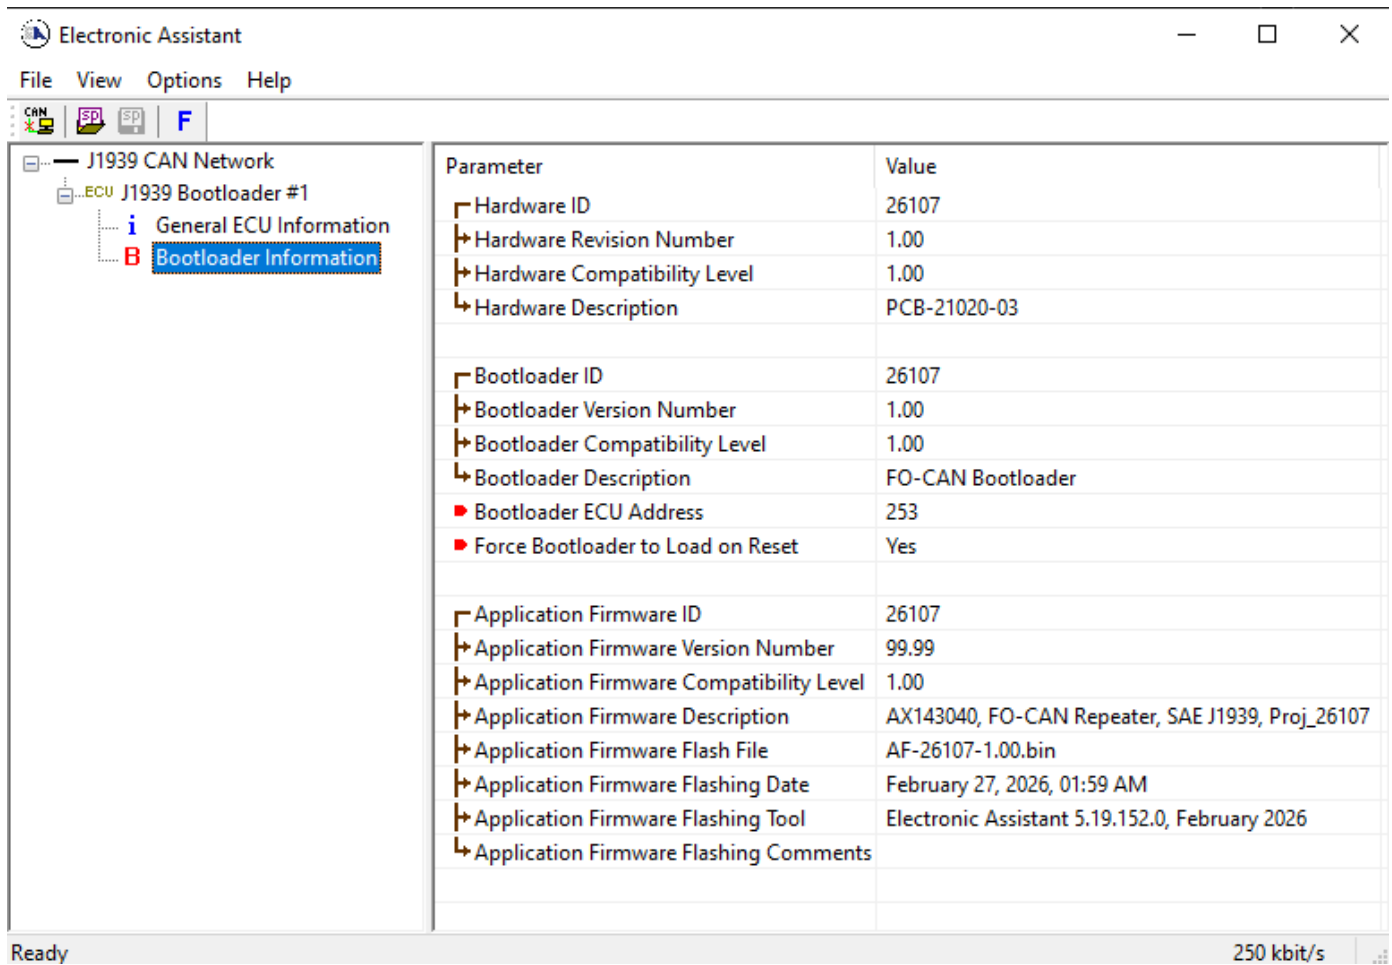 Electronic Assistant
File View Options Help
CAN SP SP F
J1939 CAN Network
ECU J1939 Bootloader #1
i General ECU Information
B Bootloader Information
Parameter Value
Hardware ID 26107
Hardware Revision Number 1.00
Hardware Compatibility Level 1.00
Hardware Description PCB-21020-03
Bootloader ID 26107
Bootloader Version Number 1.00
Bootloader Compatibility Level 1.00
Bootloader Description FO-CAN Bootloader
Bootloader ECU Address 253
Force Bootloader to Load on Reset Yes
Application Firmware ID 26107
Application Firmware Version Number 99.99
Application Firmware Compatibility Level 1.00
Application Firmware Description AX143040, FO-CAN Repeater, SAE J1939, Proj_26107
Application Firmware Flash File AF-26107-1.00.bin
Application Firmware Flashing Date February 27, 2026, 01:59 AM
Application Firmware Flashing Tool Electronic Assistant 5.19.152.0, February 2026
Application Firmware Flashing Comments
Ready 250 kbit/s